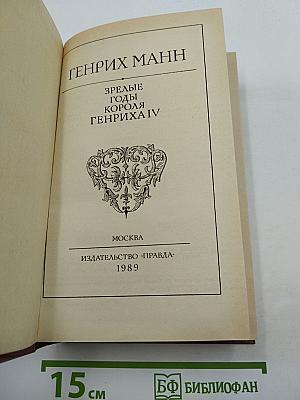 ГЕНРИХ МАНН
ЗРЕЛЫЕ
ГОДЫ
КОРОЛЯ
ГЕНРИХА IV
МОСКВА
ИЗДАТЕЛЬСТВО «ПРАВДА»
1989
15 см
БФ БИБЛИОФАН